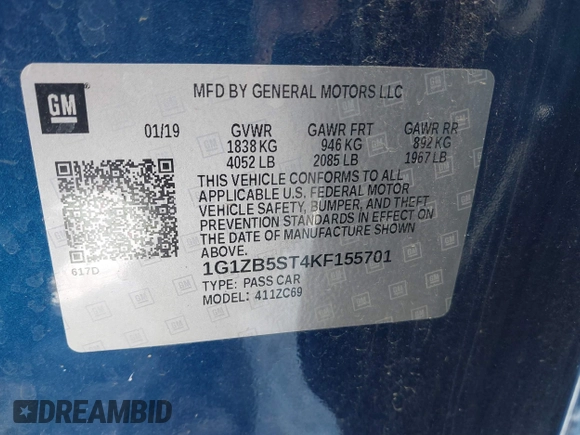 GM
MFD BY GENERAL MOTORS LLC
01/19 GVWR GAWR FRT GAWR RR
1838 KG 946 KG 892 KG
4052 LB 2085 LB 1967 LB
THIS VEHICLE CONFORMS TO ALL
APPLICABLE U.S. FEDERAL MOTOR
VEHICLE SAFETY, BUMPER, AND THEFT
PREVENTION STANDARDS IN EFFECT ON
THE DATE OF MANUFACTURE SHOWN
ABOVE.
617D
1G1ZB5ST4KF155701
TYPE: PASS CAR
MODEL: 411ZC69
DREAMBID